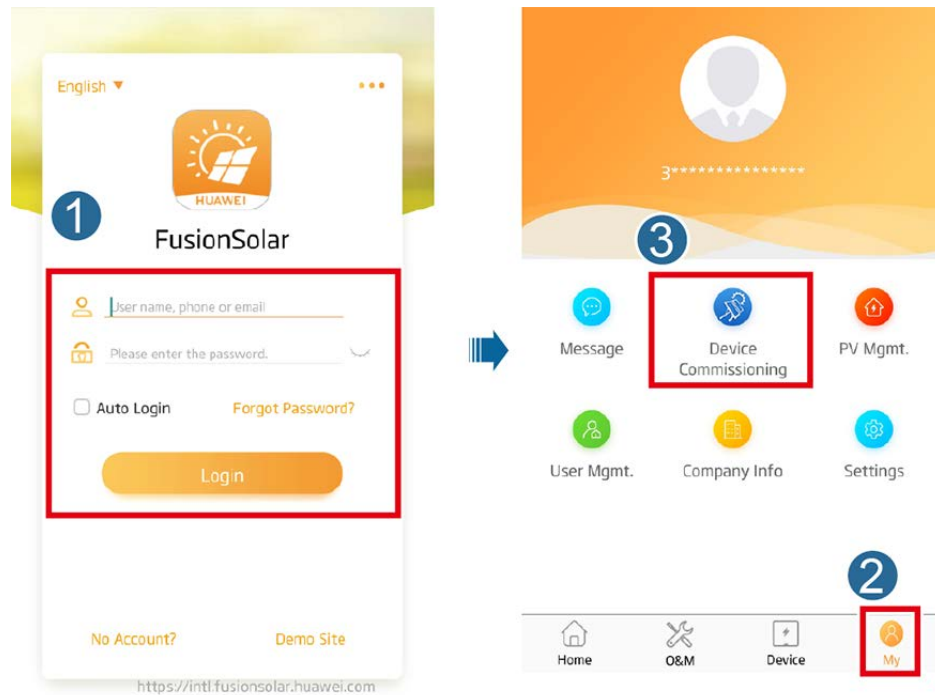 English ▼
•••
HUAWEI
1
FusionSolar
User name, phone or email
Please enter the password.
Auto Login
Forgot Password?
Login
No Account?
Demo Site
https://intl.fusionsolar.huawei.com
3***************
3
Message
Device
Commissioning
PV Mgmt.
User Mgmt.
Company Info
Settings
2
Home
O&M
Device
My